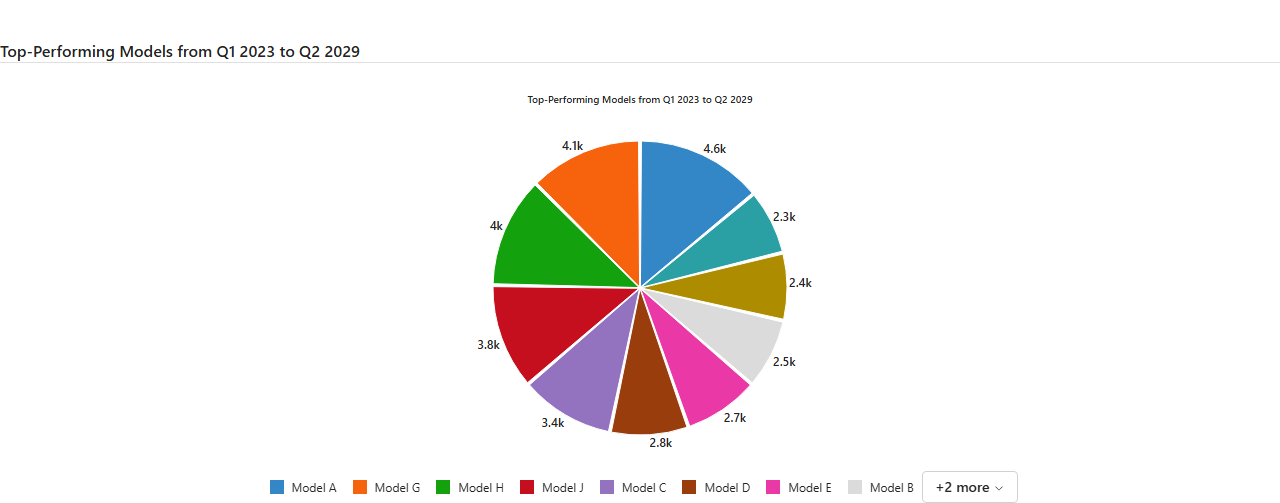 Top-Performing Models from Q1 2023 to Q2 2029
Top-Performing Models from Q1 2023 to Q2 2029
4.1k
4.6k
4k
2.3k
2.4k
3.8k
2.5k
3.4k
2.7k
2.8k
Model A Model G Model H Model J Model C Model D Model E Model B +2 more